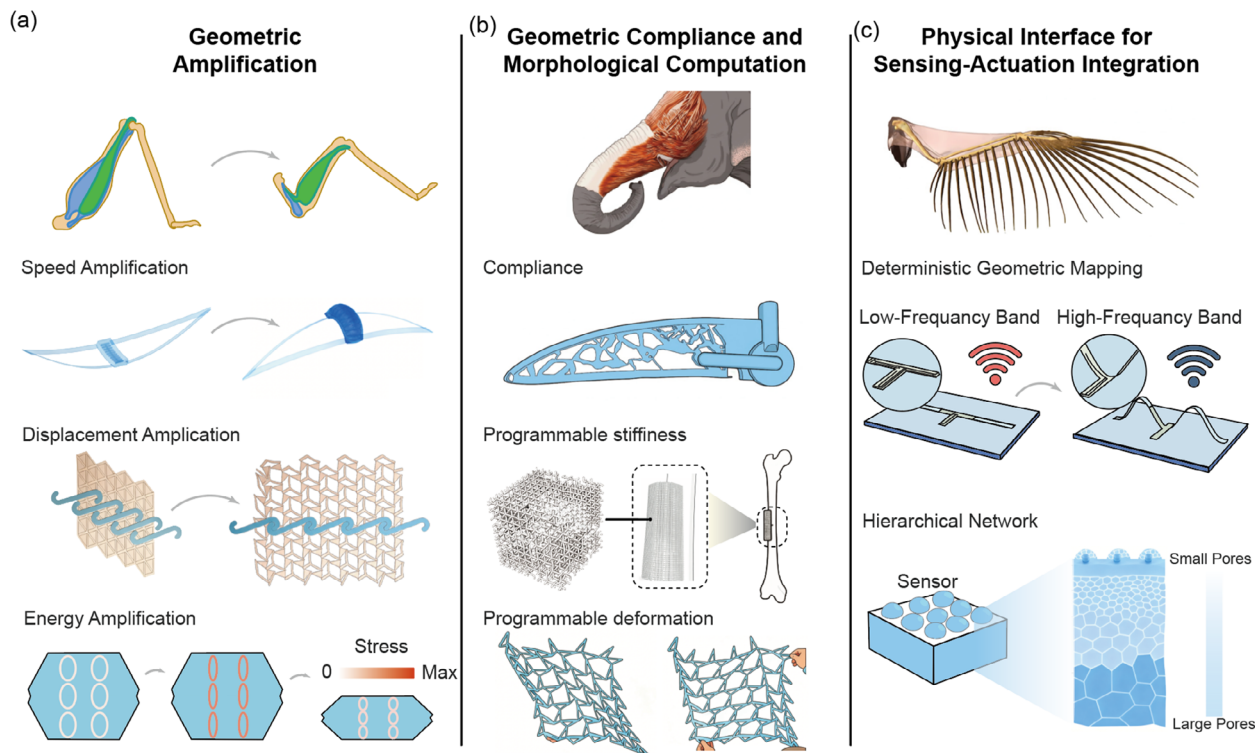 (a)
Geometric
Amplification
Speed Amplification
Displacement Amplication
Energy Amplification
Stress
0
Max
(b)
Geometric Compliance and
Morphological Computation
Compliance
Programmable stiffness
Programmable deformation
(c)
Physical Interface for
Sensing-Actuation Integration
Deterministic Geometric Mapping
Low-Frequancy Band
High-Frequancy Band
Hierarchical Network
Sensor
Small Pores
Large Pores